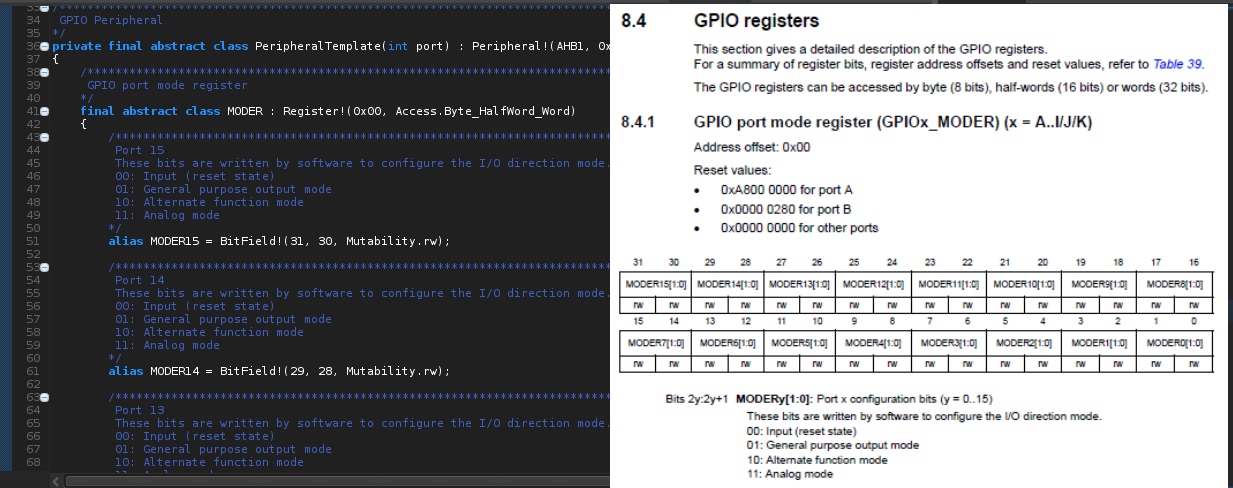 33 /************************************************************
34 GPIO Peripheral
35 */
36 private final abstract class PeripheralTemplate(int port) : Peripheral!(AHB1, 0x
37 {
38 /************************************************************
39 GPIO port mode register
40 */
41 final abstract class MODER : Register!(0x00, Access.Byte_HalfWord_Word)
42 {
43 /************************************************************
44 Port 15
45 These bits are written by software to configure the I/O direction mode.
46 00: Input (reset state)
47 01: General purpose output mode
48 10: Alternate function mode
49 11: Analog mode
50 */
51 alias MODER15 = BitField!(31, 30, Mutability.rw);
52
53 /************************************************************
54 Port 14
55 These bits are written by software to configure the I/O direction mode.
56 00: Input (reset state)
57 01: General purpose output mode
58 10: Alternate function mode
59 11: Analog mode
60 */
61 alias MODER14 = BitField!(29, 28, Mutability.rw);
62
63 /************************************************************
64 Port 13
65 These bits are written by software to configure the I/O direction mode.
66 00: Input (reset state)
67 01: General purpose output mode
68 10: Alternate function mode
8.4 GPIO registers
This section gives a detailed description of the GPIO registers.
For a summary of register bits, register address offsets and reset values, refer to Table 39.
The GPIO registers can be accessed by byte (8 bits), half-words (16 bits) or words (32 bits).
8.4.1 GPIO port mode register (GPIOx_MODER) (x = A..I/J/K)
Address offset: 0x00
Reset values:
• 0xA800 0000 for port A
• 0x0000 0280 for port B
• 0x0000 0000 for other ports
31 30 29 28 27 26 25 24 23 22 21 20 19 18 17 16
MODER15[1:0] MODER14[1:0] MODER13[1:0] MODER12[1:0] MODER11[1:0] MODER10[1:0] MODER9[1:0] MODER8[1:0]
rw rw rw rw rw rw rw rw rw rw rw rw rw rw rw rw
15 14 13 12 11 10 9 8 7 6 5 4 3 2 1 0
MODER7[1:0] MODER6[1:0] MODER5[1:0] MODER4[1:0] MODER3[1:0] MODER2[1:0] MODER1[1:0] MODER0[1:0]
rw rw rw rw rw rw rw rw rw rw rw rw rw rw rw rw
Bits 2y:2y+1 MODERy[1:0]: Port x configuration bits (y = 0..15)
These bits are written by software to configure the I/O direction mode.
00: Input (reset state)
01: General purpose output mode
10: Alternate function mode
11: Analog mode